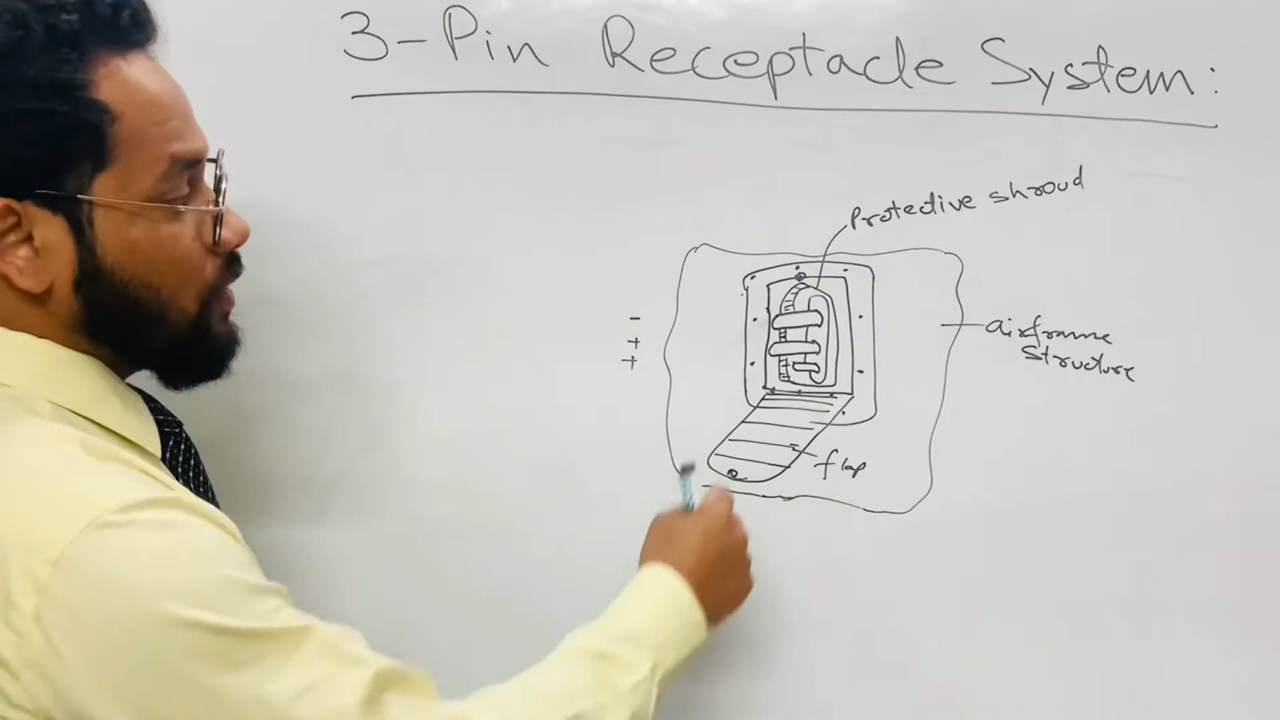 3-Pin Receptacle System:
Protective shroud
-
+
+
airframe
structure
flap